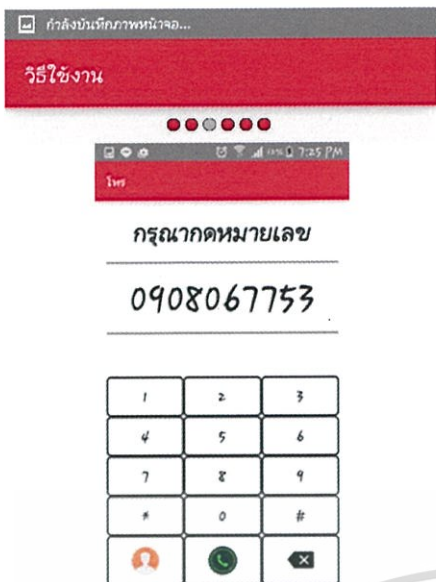 กำลังบันทึกภาพหน้าจอ...
วิธีใช้งาน
7:25 PM
โทร
กรุณากดหมายเลข
0908067753
1 2 3
4 5 6
7 8 9
* 0 #